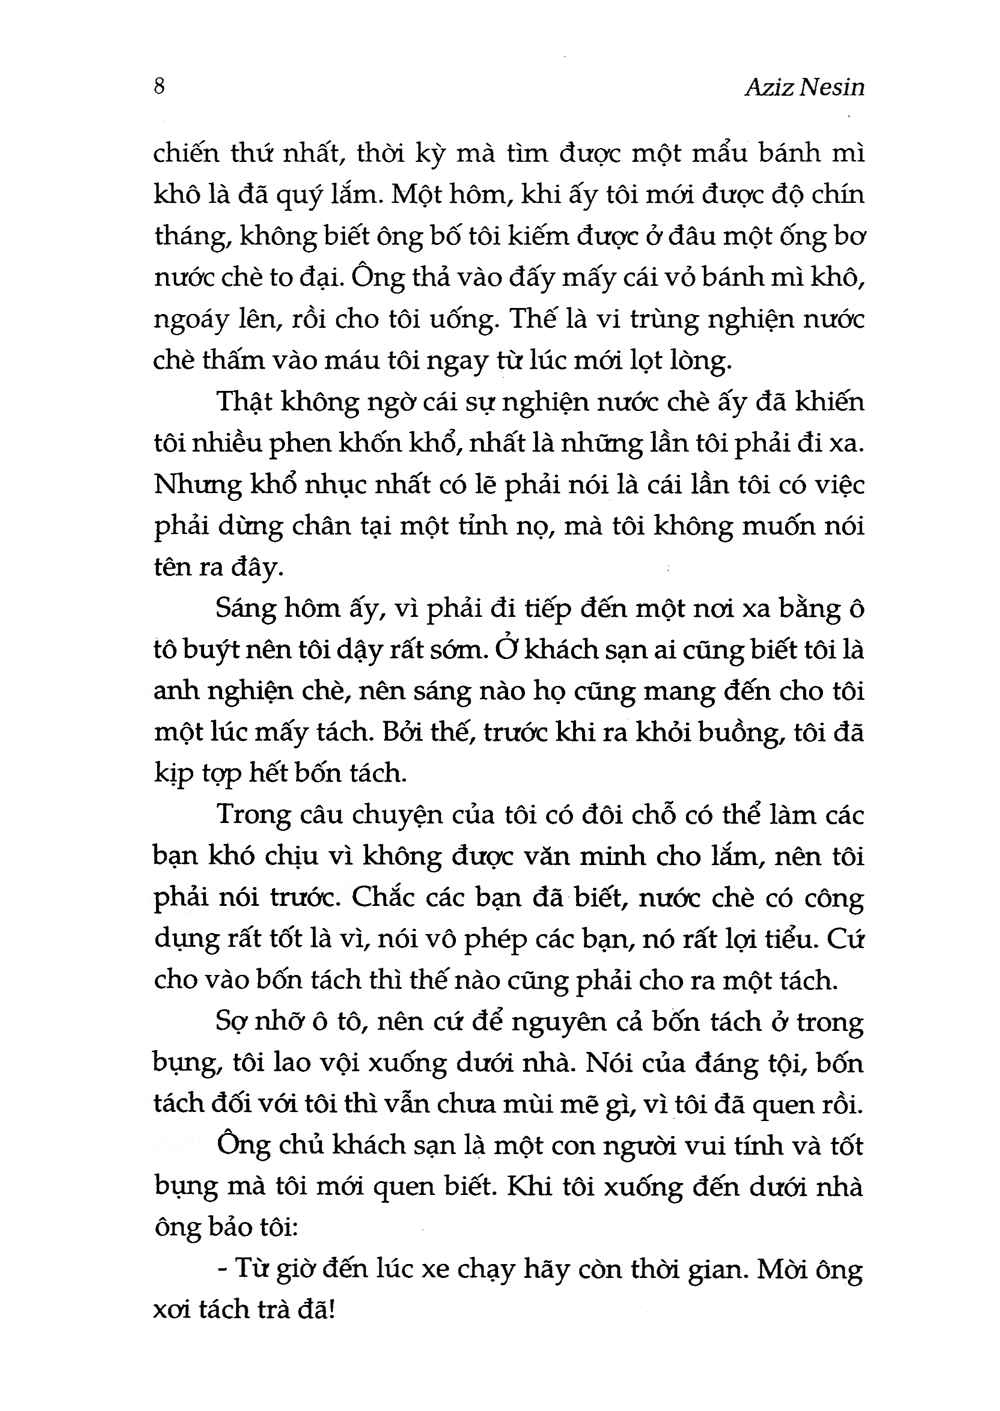 8 Aziz Nesin
chiến thứ nhất, thời kỳ mà tìm được một mẩu bánh mì
khô là đã quý lắm. Một hôm, khi ấy tôi mới được độ chín
tháng, không biết ông bố tôi kiếm được ở đâu một ống bơ
nước chè to đại. Ông thả vào đấy mấy cái vỏ bánh mì khô,
ngoáy lên, rồi cho tôi uống. Thế là vi trùng nghiện nước
chè thấm vào máu tôi ngay từ lúc mới lọt lòng.
Thật không ngờ cái sự nghiện nước chè ấy đã khiến
tôi nhiều phen khốn khổ, nhất là những lần tôi phải đi xa.
Nhưng khổ nhục nhất có lẽ phải nói là cái lần tôi có việc
phải dừng chân tại một tỉnh nọ, mà tôi không muốn nói
tên ra đây.
Sáng hôm ấy, vì phải đi tiếp đến một nơi xa bằng ô
tô buýt nên tôi dậy rất sớm. Ở khách sạn ai cũng biết tôi là
anh nghiện chè, nên sáng nào họ cũng mang đến cho tôi
một lúc mấy tách. Bởi thế, trước khi ra khỏi buồng, tôi đã
kịp tợp hết bốn tách.
Trong câu chuyện của tôi có đôi chỗ có thể làm các
bạn khó chịu vì không được văn minh cho lắm, nên tôi
phải nói trước. Chắc các bạn đã biết, nước chè có công
dụng rất tốt là vì, nói vô phép các bạn, nó rất lợi tiểu. Cứ
cho vào bốn tách thì thế nào cũng phải cho ra một tách.
Sợ nhỡ ô tô, nên cứ để nguyên cả bốn tách ở trong
bụng, tôi lao vội xuống dưới nhà. Nói của đáng tội, bốn
tách đối với tôi thì vẫn chưa mùi mẽ gì, vì tôi đã quen rồi.
Ông chủ khách sạn là một con người vui tính và tốt
bụng mà tôi mới quen biết. Khi tôi xuống đến dưới nhà
ông bảo tôi:
- Từ giờ đến lúc xe chạy hãy còn thời gian. Mời ông
xơi tách trà đã!